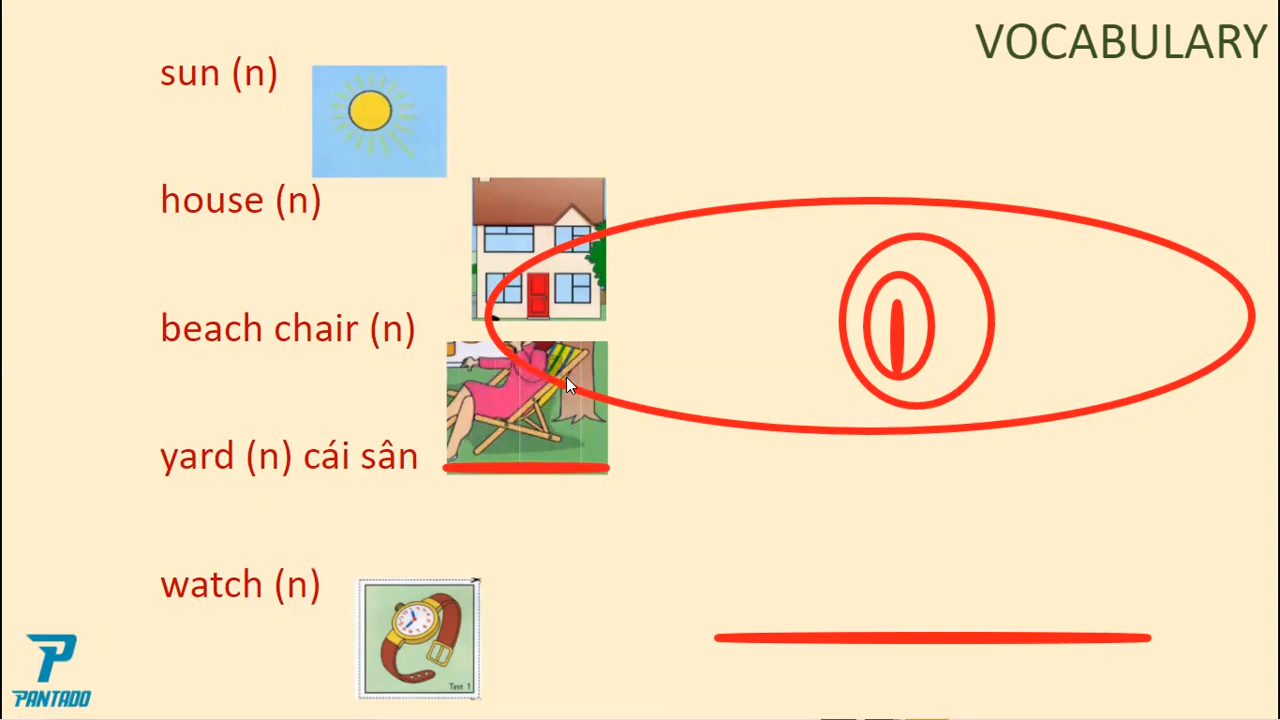 VOCABULARY
sun (n)
house (n)
beach chair (n)
yard (n) cái sân
watch (n)
Test 1
PANTADO